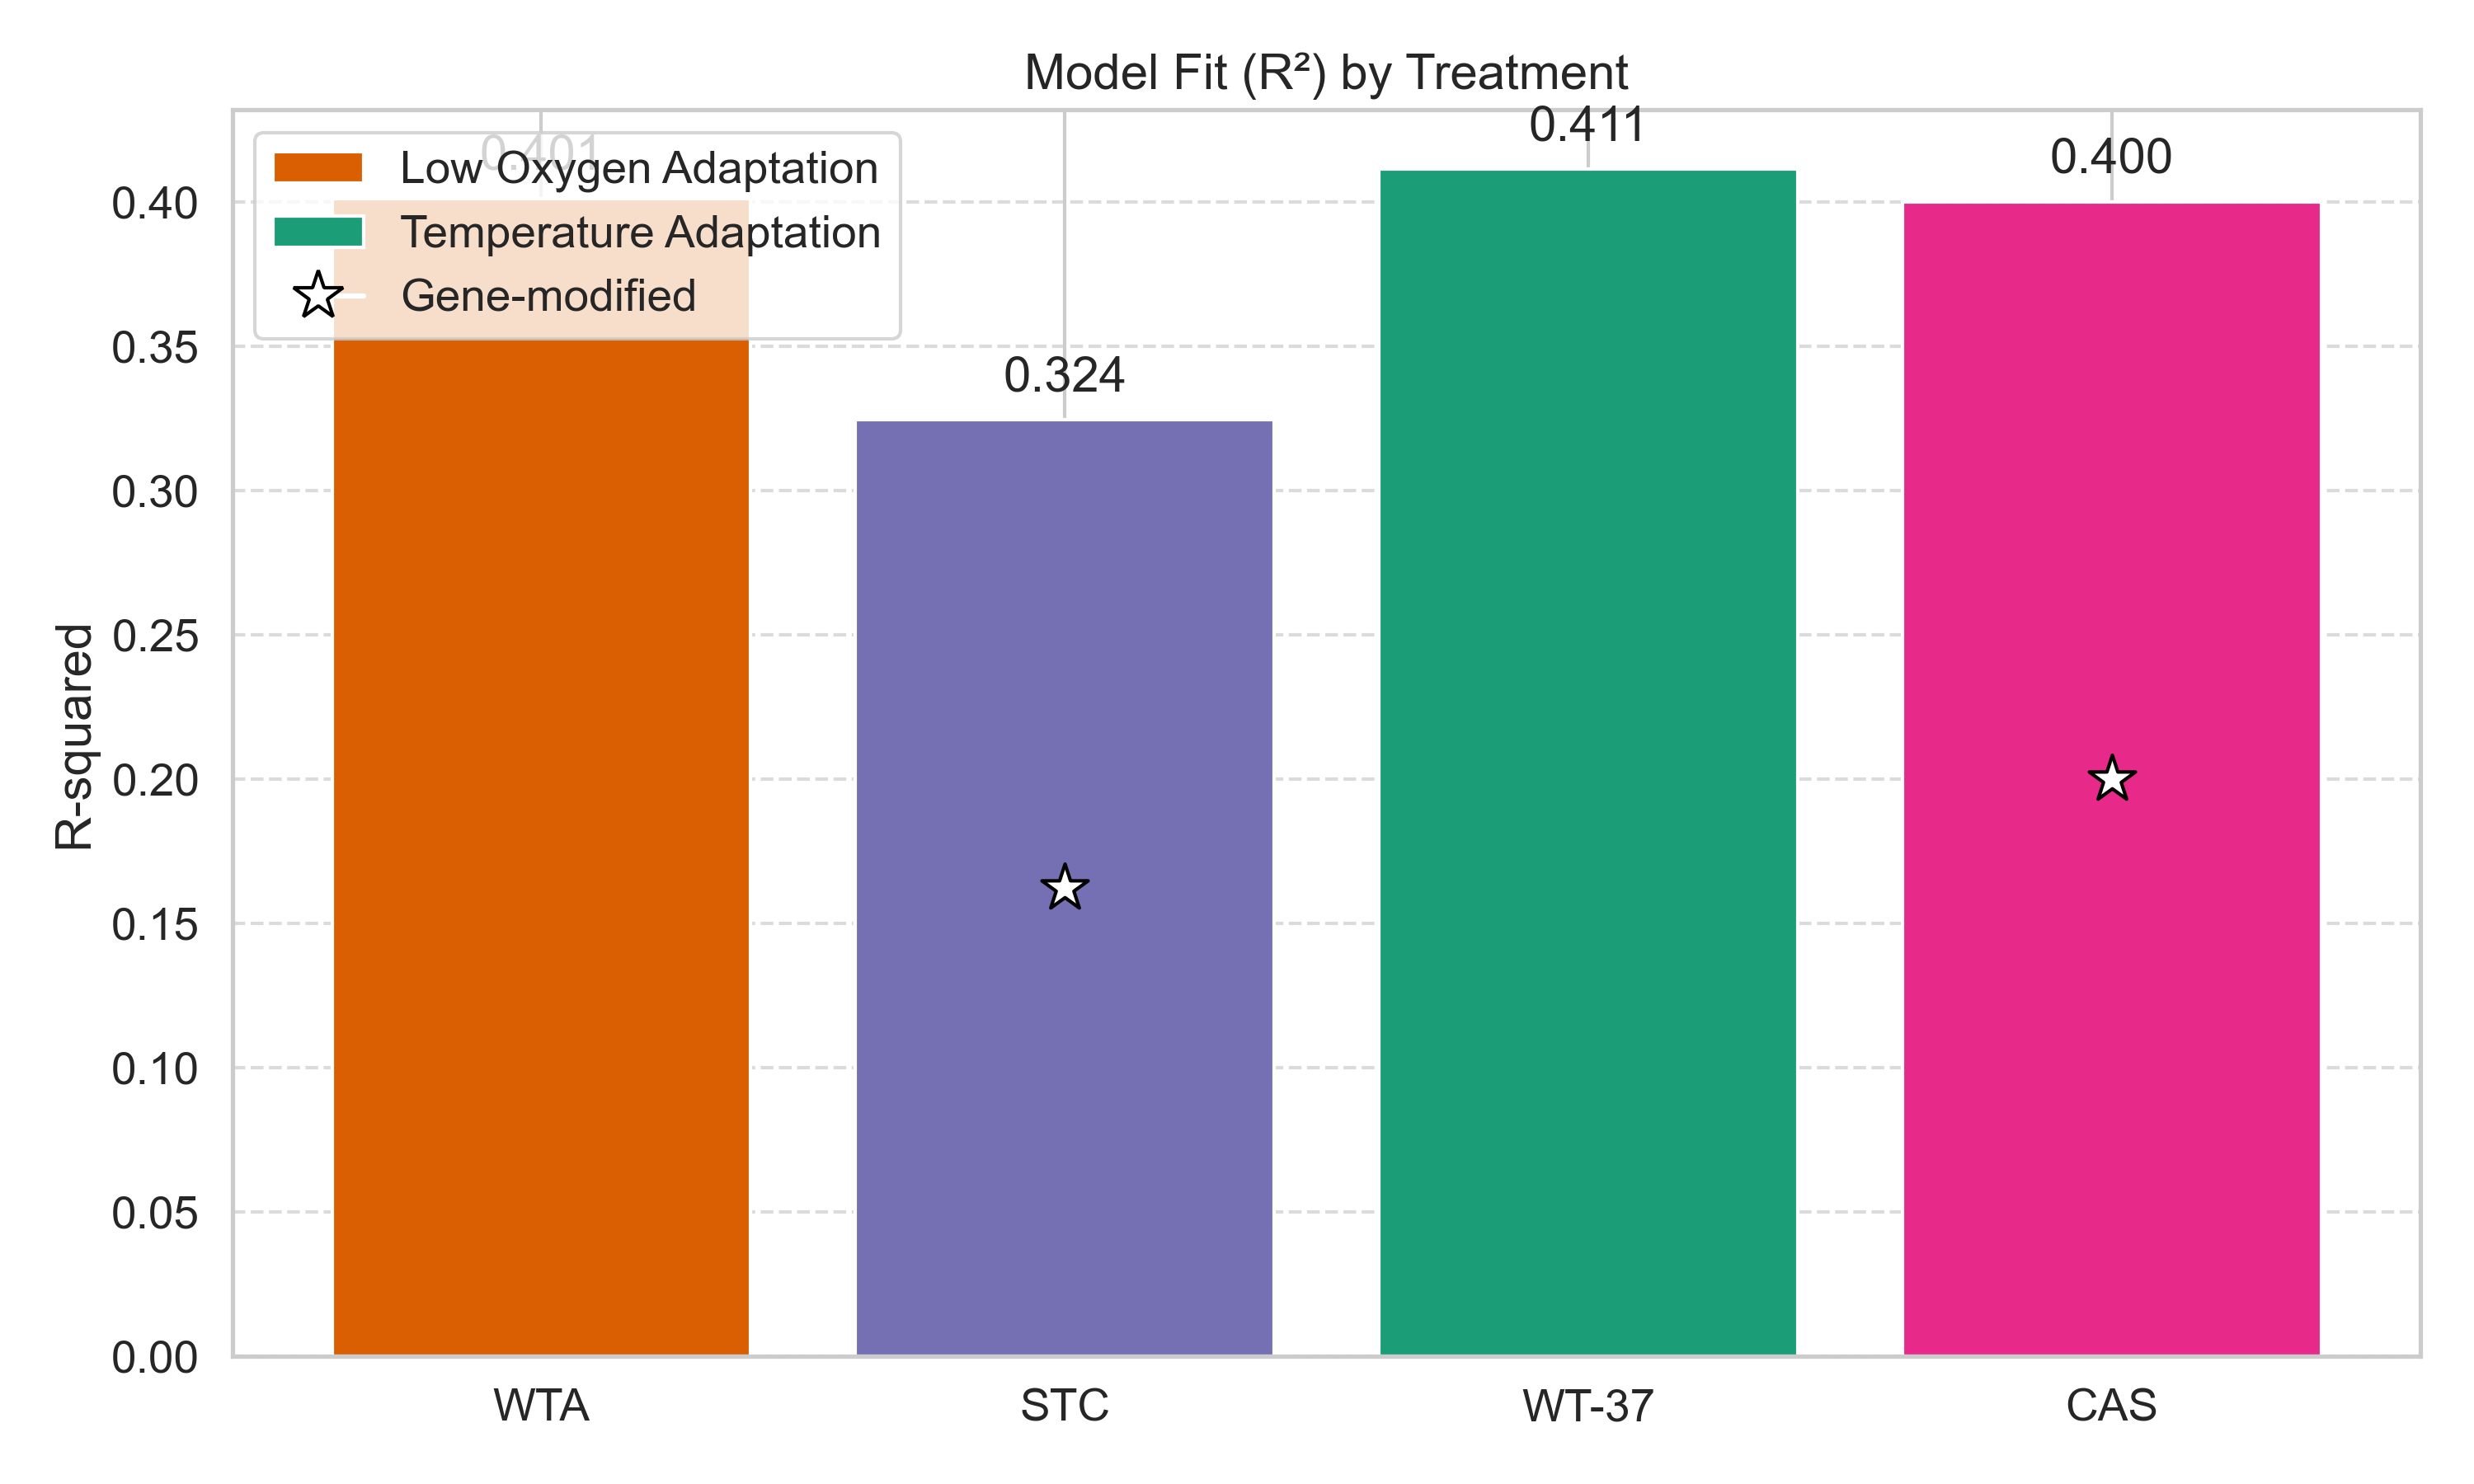 Model Fit (R²) by Treatment
0.401
0.324
0.411
0.400
Low Oxygen Adaptation
Temperature Adaptation
Gene-modified
R-squared
0.40
0.35
0.30
0.25
0.20
0.15
0.10
0.05
0.00
WTA
STC
WT-37
CAS